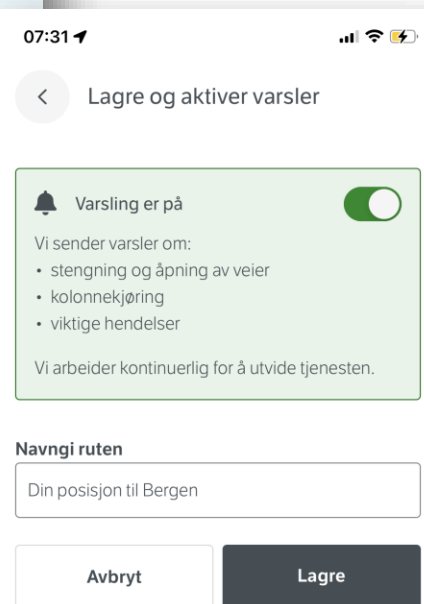 07:31
Lagre og aktiver varsler
Varsling er på
Vi sender varsler om:
• stengning og åpning av veier
• kolonnekjøring
• viktige hendelser
Vi arbeider kontinuerlig for å utvide tjenesten.
Navngi ruten
Din posisjon til Bergen
Avbryt
Lagre